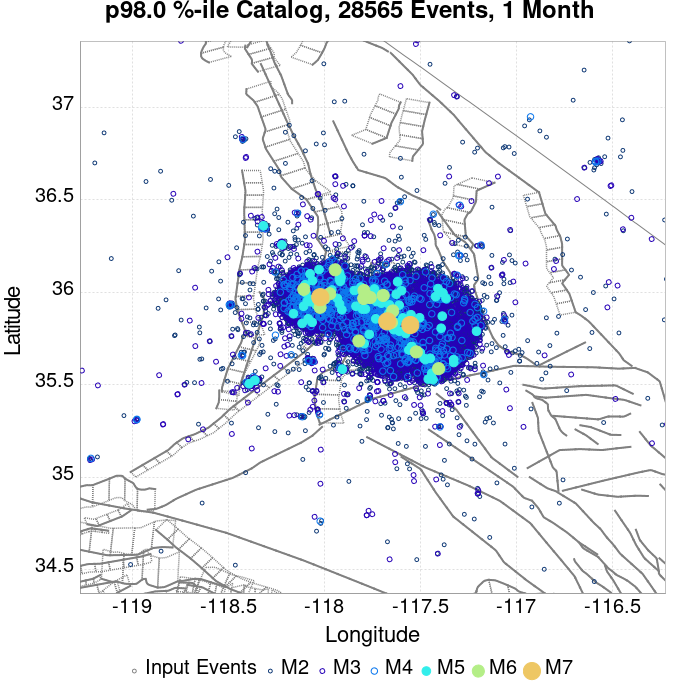 p98.0 %-ile Catalog, 28565 Events, 1 Month
37
36.5
36
35.5
35
34.5
Latitude
-119 -118.5 -118 -117.5 -117 -116.5
Longitude
Input Events M2 M3 M4 M5 M6 M7